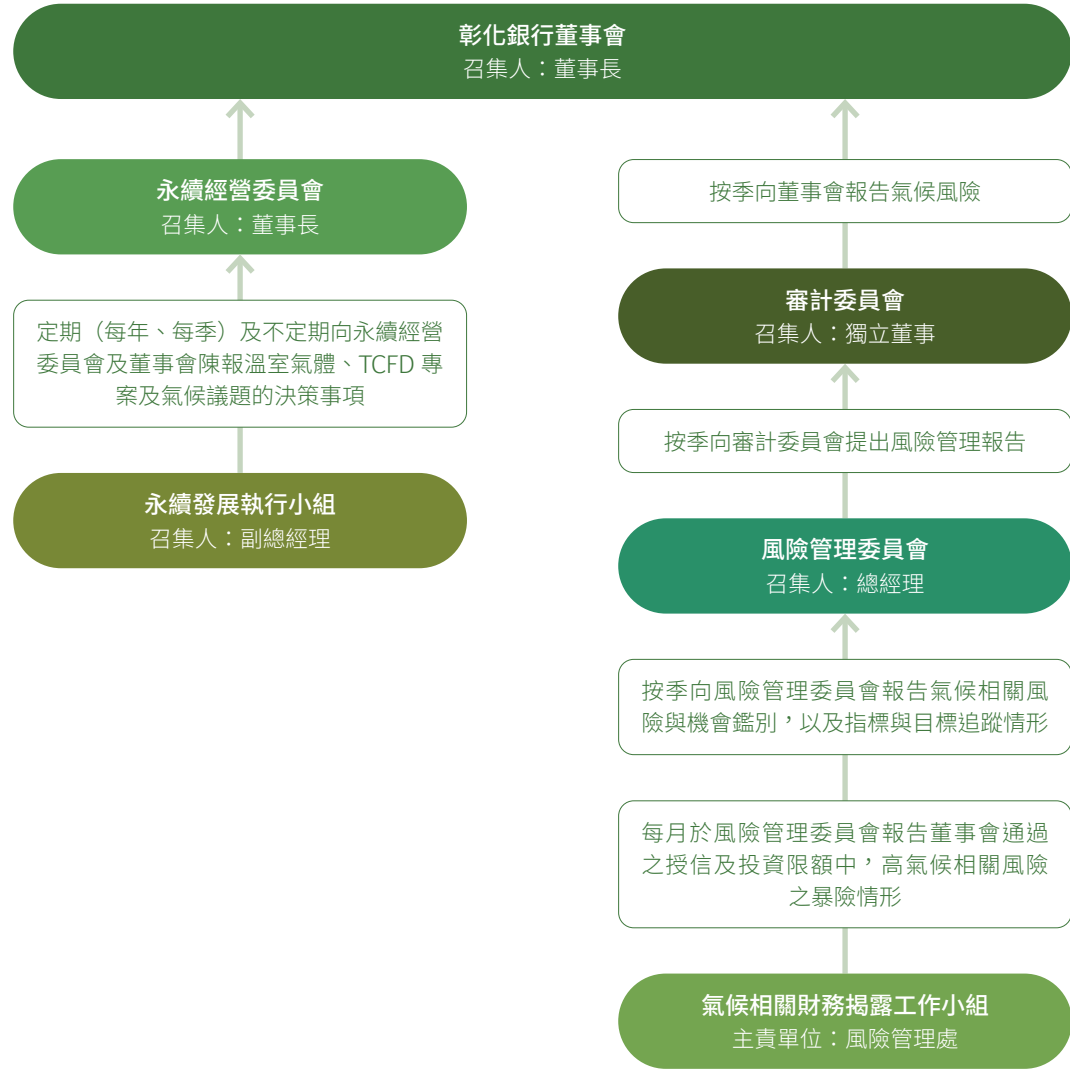 彰化銀行董事會
召集人：董事長
永續經營委員會
召集人：董事長
定期（每年、每季）及不定期向永續經營
委員會及董事會陳報溫室氣體、TCFD 專
案及氣候議題的決策事項
永續發展執行小組
召集人：副總經理
按季向董事會報告氣候風險
審計委員會
召集人：獨立董事
按季向審計委員會提出風險管理報告
風險管理委員會
召集人：總經理
按季向風險管理委員會報告氣候相關風
險與機會鑑別，以及指標與目標追蹤情形
每月於風險管理委員會報告董事會通過
之授信及投資限額中，高氣候相關風險
之暴險情形
氣候相關財務揭露工作小組
主責單位：風險管理處